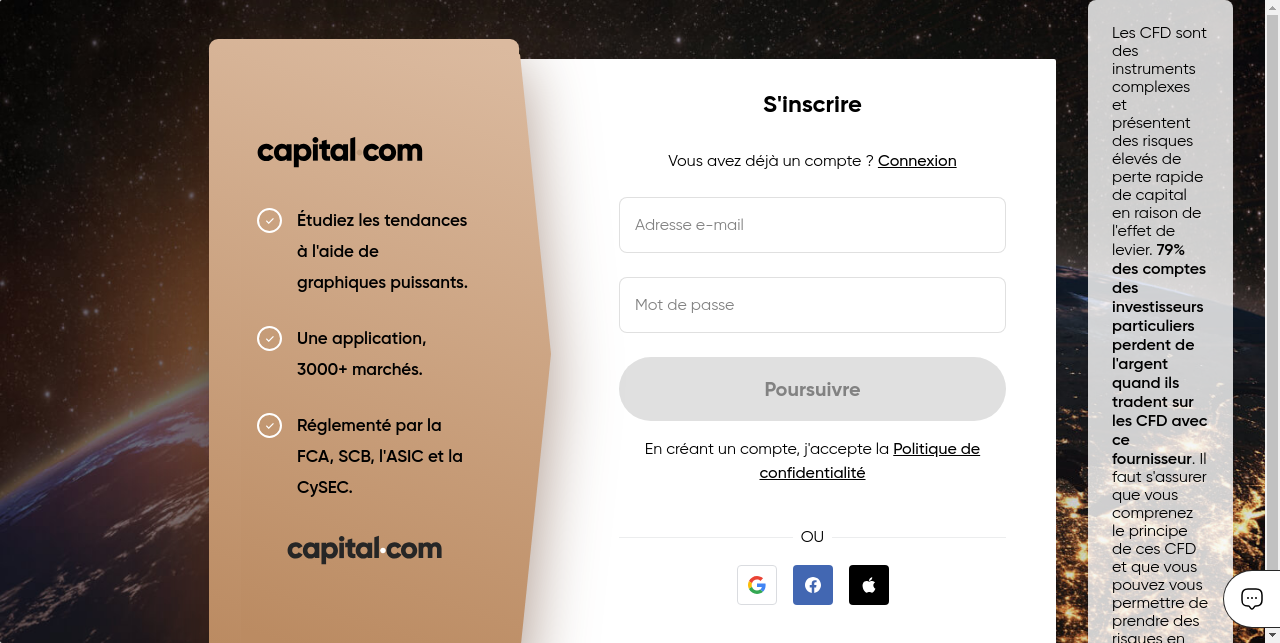 capital.com
Étudiez les tendances
à l'aide de
graphiques puissants.
Une application,
3000+ marchés.
Réglementé par la
FCA, SCB, l'ASIC et la
CySEC.
capital.com
S'inscrire
Vous avez déjà un compte ? Connexion
Adresse e-mail
Mot de passe
Poursuivre
En créant un compte, j'accepte la Politique de
confidentialité
OU
Les CFD sont
des
instruments
complexes
et
présentent
des risques
élevés de
perte rapide
de capital
en raison de
l'effet de
levier. 79%
des comptes
des
investisseurs
particuliers
perdent de
l'argent
quand ils
tradent sur
les CFD avec
ce
fournisseur. Il
faut s'assurer
que vous
comprenez
le principe
de ces CFD
et que vous
pouvez vous
permettre de
prendre des
risques en